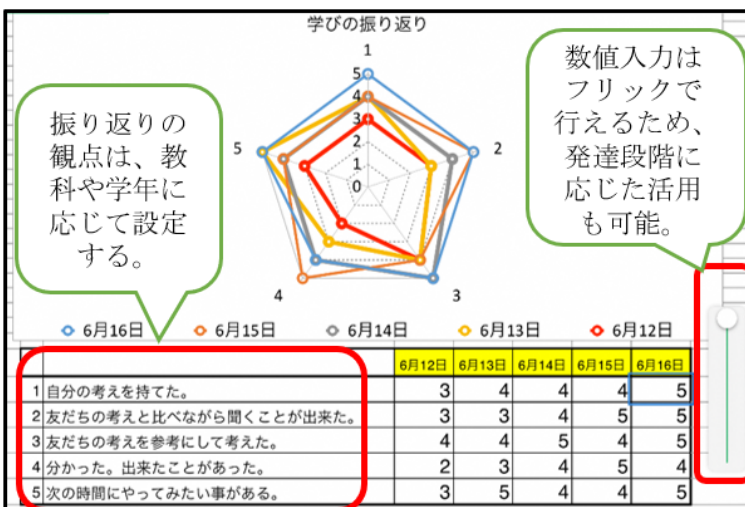 学びの振り返り
1
5
4
3
2
1
0
2
3
4
5
振り返りの
観点は、教
科や学年に
応じて設定
する。
数値入力は
フリックで
行えるため、
発達段階に
応じた活用
も可能。
6月16日 6月15日 6月14日 6月13日 6月12日
6月12日 6月13日 6月14日 6月15日 6月16日
1 自分の考えを持てた。 3 4 4 4 5
2 友だちの考えと比べながら聞くことが出来た。 3 3 4 5 5
3 友だちの考えを参考にして考えた。 4 4 5 4 5
4 分かった。出来たことがあった。 2 3 4 5 4
5 次の時間にやってみたい事がある。 3 5 4 4 5